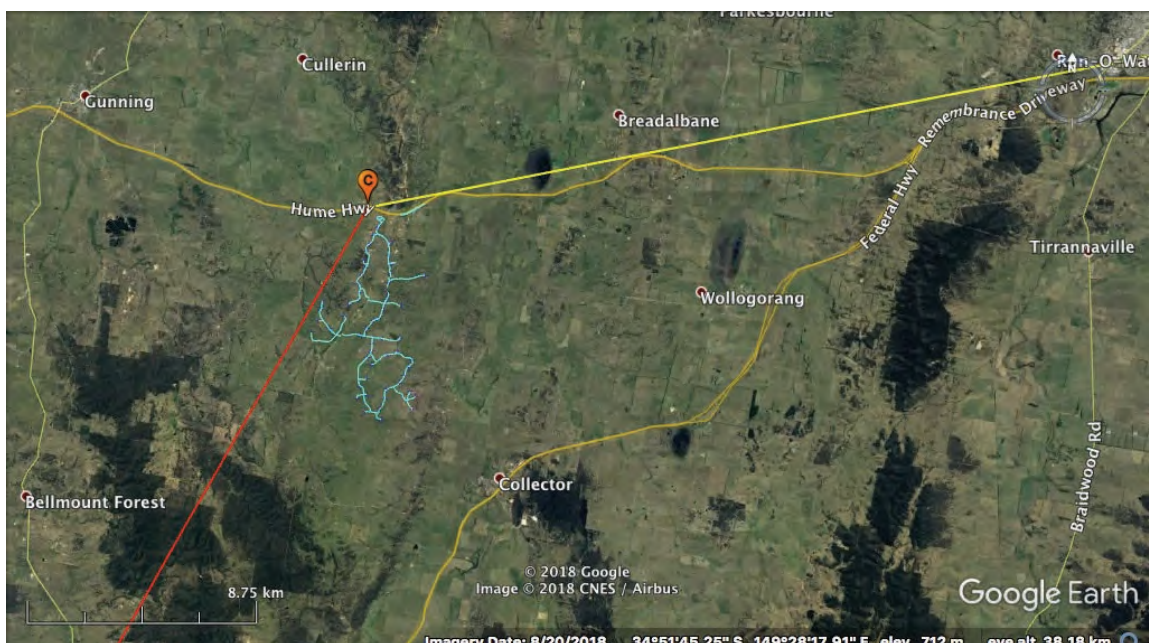 Parkesbourne
Cullerin
Gunning
Breadalbane
N
Remembrance Driveway
C
Hume Hwy
Federal Hwy
Tirrannaville
Wollogorang
Collector
Bellmount Forest
Braidwood Rd
© 2018 Google
Image © 2018 CNES / Airbus
8.75 km
Google Earth
Imagery Date: 8/20/2018 34°51'45.25" S 149°28'17.91" E elev 712 m eye alt 38.18 km